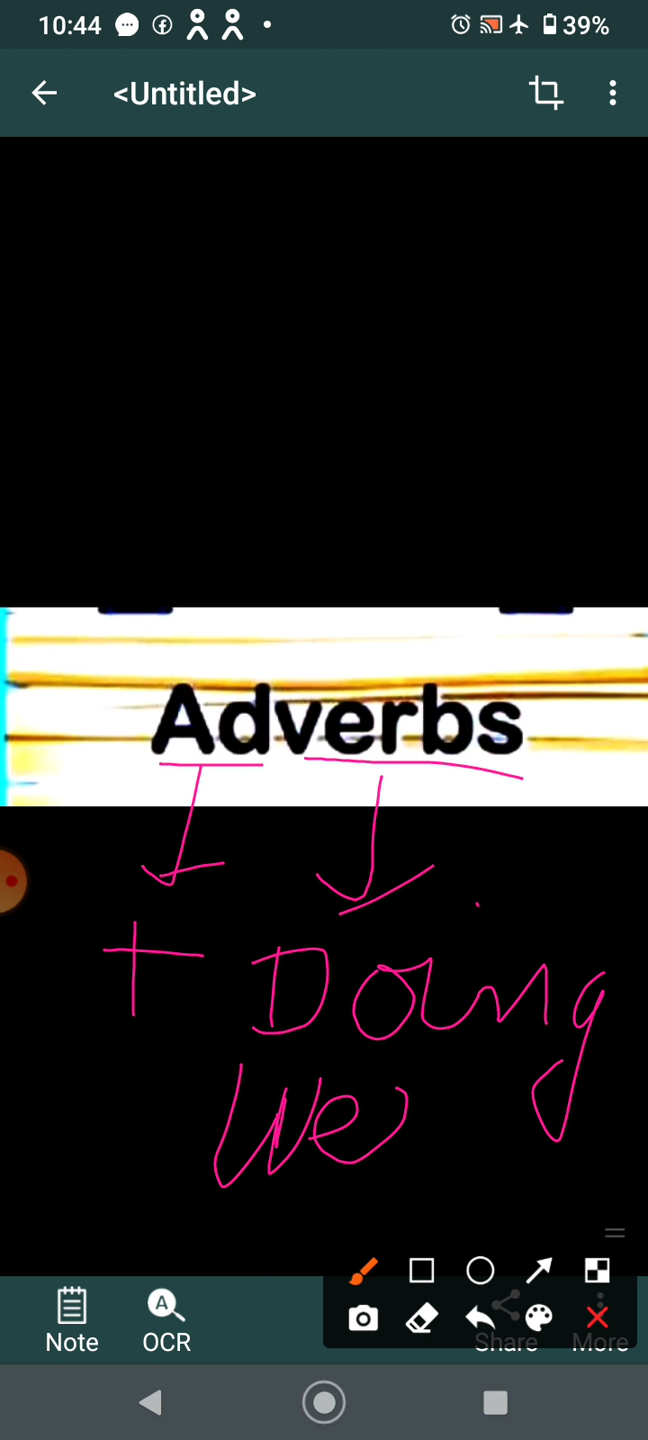 10:44 39%
<Untitled>
Adverbs
+ Doing
We
Note OCR Share More